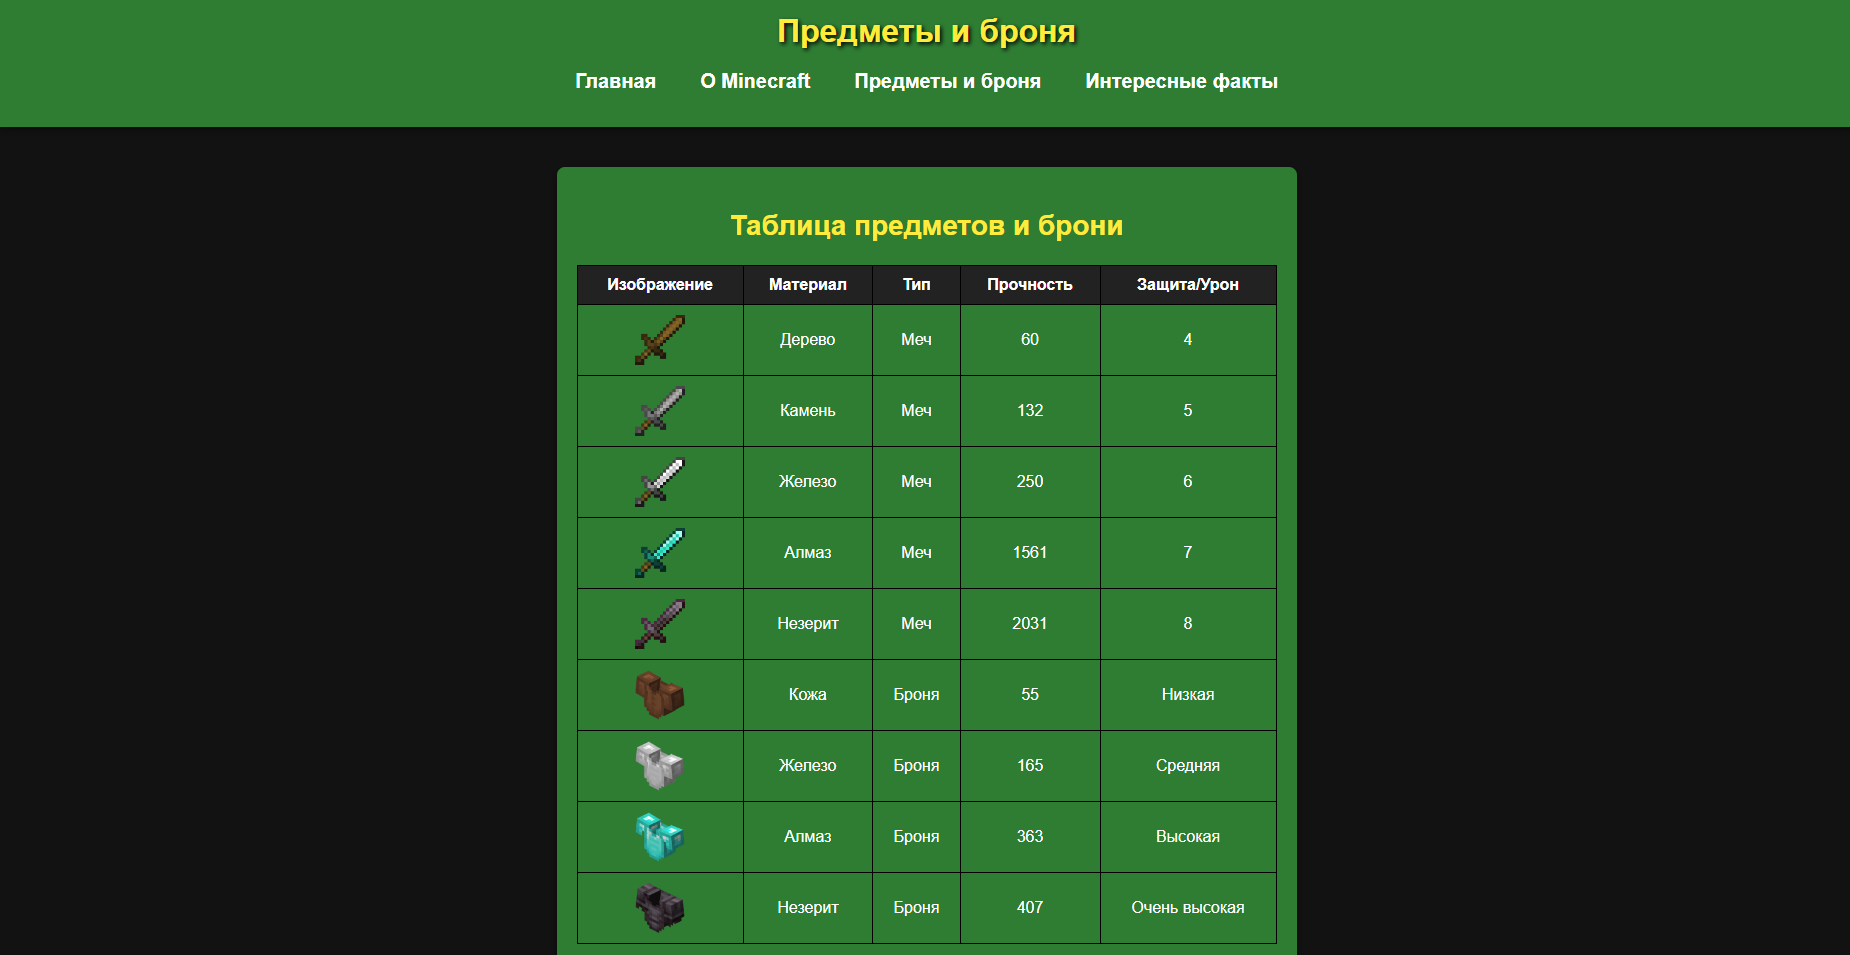 Предметы и броня
Главная О Minecraft Предметы и броня Интересные факты
Таблица предметов и брони
Изображение Материал Тип Прочность Защита/Урон
Дерево Меч 60 4
Камень Меч 132 5
Железо Меч 250 6
Алмаз Меч 1561 7
Незерит Меч 2031 8
Кожа Броня 55 Низкая
Железо Броня 165 Средняя
Алмаз Броня 363 Высокая
Незерит Броня 407 Очень высокая